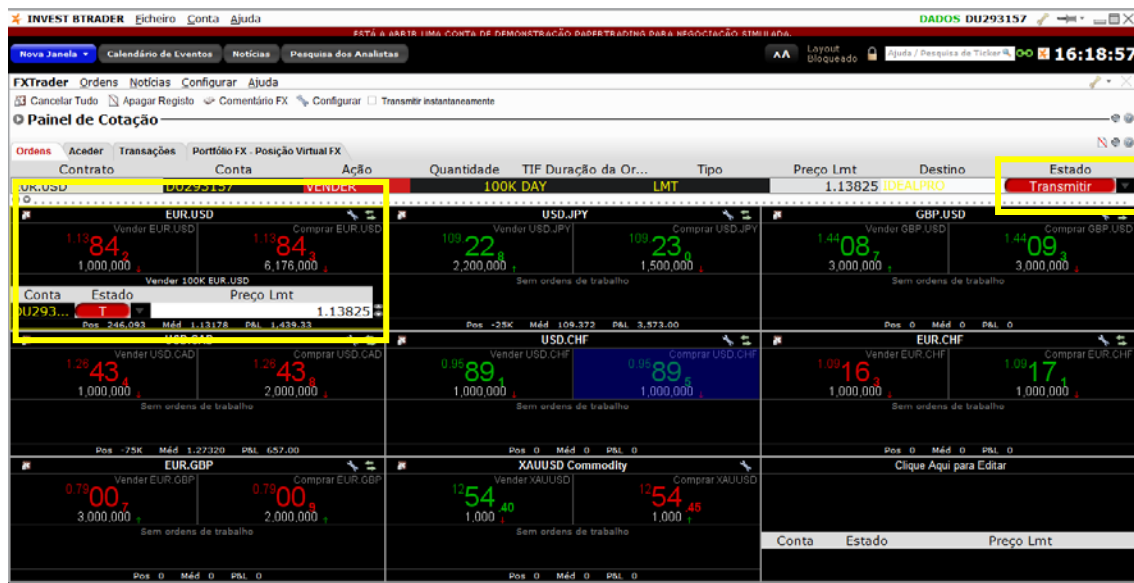 INVEST BTRADER Ficheiro Conta Ajuda DADOS DU293157
ESTÁ A ABRIR UMA CONTA DE DEMONSTRAÇÃO PAPERTRADING PARA NEGOCIAÇÃO SIMULADA.
Nova Janela Calendário de Eventos Notícias Pesquisa dos Analistas Layout Bloqueado Ajuda / Pesquisa de Ticker 16:18:57
FXTrader Ordens Notícias Configurar Ajuda
Cancelar Tudo Apagar Registo Comentário FX Configurar Transmitir instantaneamente
Painel de Cotação
Ordens Aceder Transações Portfólio FX - Posição Virtual FX
Contrato Conta Ação Quantidade TIF Duração da Or... Tipo Preço Lmt Destino Estado
EUR.USD DU293157 VENDER 100K DAY LMT 1.13825 IDEALPRO Transmitir
EUR.USD USD.JPY GBP.USD
Vender EUR.USD Comprar EUR.USD Vender USD.JPY Comprar USD.JPY Vender GBP.USD Comprar GBP.USD
1.13 84 2 1.13 84 3 109 22 8 109 23 0 1.44 08 7 1.44 09 3
1,000,000 6,176,000 2,200,000 1,500,000 3,000,000 3,000,000
Vender 100K EUR.USD Sem ordens de trabalho Sem ordens de trabalho
Conta Estado Preço Lmt
DU293... T 1.13825
Pos 246,093 Méd 1.13178 P&L 1,439.33 Pos -25K Méd 109.372 P&L 3,573.00 Pos 0 Méd 0 P&L 0
USD.CAD USD.CHF EUR.CHF
Vender USD.CAD Comprar USD.CAD Vender USD.CHF Comprar USD.CHF Vender EUR.CHF Comprar EUR.CHF
1.26 43 4 1.26 43 8 0.95 89 1 0.95 89 5 1.09 16 3 1.09 17 1
1,000,000 2,000,000 1,000,000 1,000,000 1,000,000 1,000,000
Sem ordens de trabalho Sem ordens de trabalho Sem ordens de trabalho
Pos -75K Méd 1.27320 P&L 657.00 Pos 0 Méd 0 P&L 0 Pos 0 Méd 0 P&L 0
EUR.GBP XAUUSD Commodity Clique Aqui para Editar
Vender EUR.GBP Comprar EUR.GBP Vender XAUUSD Comprar XAUUSD
0.79 00 7 0.79 00 9 12 54 .40 12 54 .45
3,000,000 2,000,000 1,000 1,000
Sem ordens de trabalho Sem ordens de trabalho
Conta Estado Preço Lmt
Pos 0 Méd 0 P&L 0 Pos 0 Méd 0 P&L 0